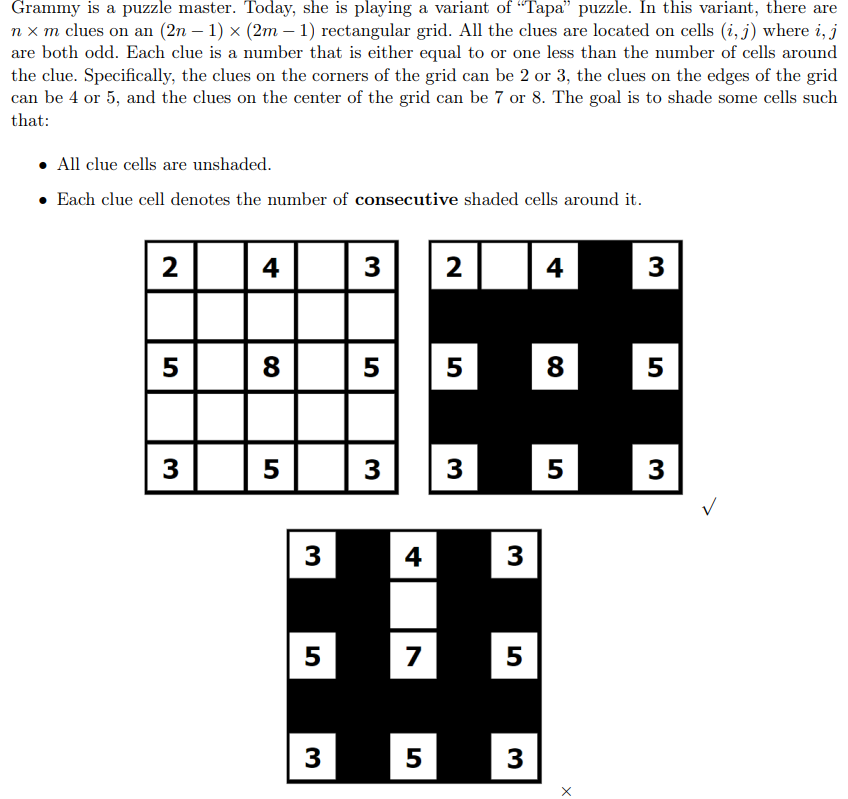 Grammy is a puzzle master. Today, she is playing a variant of “Tapa” puzzle. In this variant, there are
n × m clues on an (2n − 1) × (2m − 1) rectangular grid. All the clues are located on cells (i, j) where i, j
are both odd. Each clue is a number that is either equal to or one less than the number of cells around
the clue. Specifically, the clues on the corners of the grid can be 2 or 3, the clues on the edges of the grid
can be 4 or 5, and the clues on the center of the grid can be 7 or 8. The goal is to shade some cells such
that:
• All clue cells are unshaded.
• Each clue cell denotes the number of consecutive shaded cells around it.
2 4 3 2 4 3
5 8 5 5 8 5
3 5 3 3 5 3
√
3 4 3
5 7 5
3 5 3
×